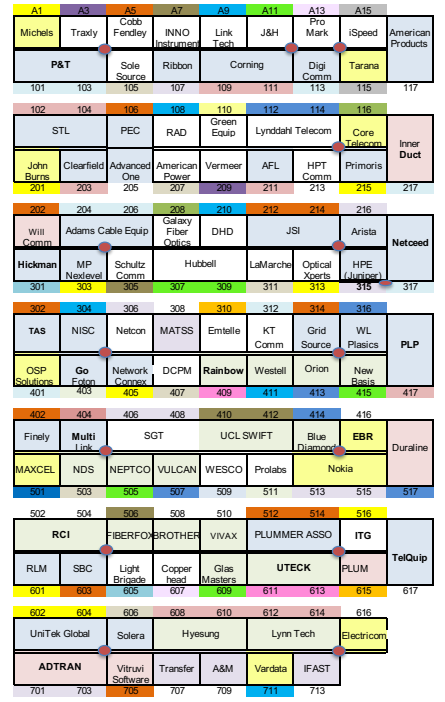 A1 A3 A5 A7 A9 A11 A13 A15
Michels Traxly Cobb Fendley INNO Instrument Link Tech J&H Pro Mark iSpeed American Products
P&T Sole Source Ribbon Corning Digi Comm Tarana
101 103 105 107 109 111 113 115 117
102 104 106 108 110 112 114 116
STL PEC RAD Green Equip Lynddahl Telecom Core Telecom Inner Duct
John Burns Clearfield Advanced One American Power Vermeer AFL HPT Comm Primoris
201 203 205 207 209 211 213 215 217
202 204 206 208 210 212 214 216
Will Comm Adams Cable Equip Galaxy Fiber Optics DHD JSI Arista Netceed
Hickman MP Nexlevel Schultz Comm Hubbell LaMarche Optical Xperts HPE (Juniper)
301 303 305 307 309 311 313 315 317
302 304 306 308 310 312 314 316
TAS NISC Netcon MATSS Emtelle KT Comm Grid Source WL Plasics PLP
OSP Solutions Go Foton Network Connex DCPM Rainbow Westell Orion New Basis
401 403 405 407 409 411 413 415 417
402 404 406 408 410 412 414 416
Finely Multi Link SGT UCL SWIFT Blue Diamond EBR Duraline
MAXCEL NDS NEPTCO VULCAN WESCO Prolabs Nokia
501 503 505 507 509 511 513 515 517
502 504 506 508 510 512 514 516
RCI FIBERFOX BROTHER VIVAX PLUMMER ASSO ITG TelQuip
RLM SBC Light Brigade Copper head Glas Masters UTECK PLUM
601 603 605 607 609 611 613 615 617
602 604 606 608 610 612 614 616
UniTek Global Solera Hyesung Lynn Tech Electricom
ADTRAN Vitruvi Software Transfer A&M Vardata IFAST
701 703 705 707 709 711 713